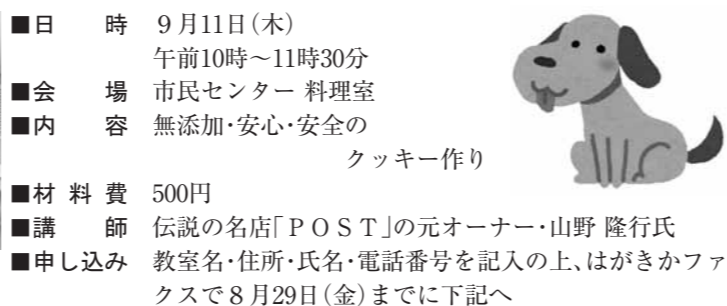 ■日　時　９月11日（木）
午前10時～11時30分
■会　場　市民センター 料理室
■内　容　無添加・安心・安全の
クッキー作り
■材 料 費　500円
■講　師　伝説の名店「ＰＯＳＴ」の元オーナー・山野 隆行氏
■申し込み　教室名・住所・氏名・電話番号を記入の上、はがきかファ
クスで８月29日（金）までに下記へ